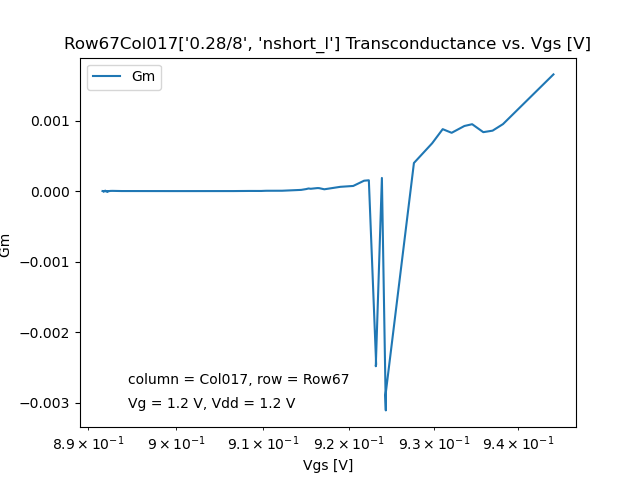 Row67Col017['0.28/8', 'nshort_l'] Transconductance vs. Vgs [V]
Gm
0.001
0.000
−0.001
−0.002
−0.003
Gm
column = Col017, row = Row67
Vg = 1.2 V, Vdd = 1.2 V
8.9 × 10⁻¹ 9 × 10⁻¹ 9.1 × 10⁻¹ 9.2 × 10⁻¹ 9.3 × 10⁻¹ 9.4 × 10⁻¹
Vgs [V]